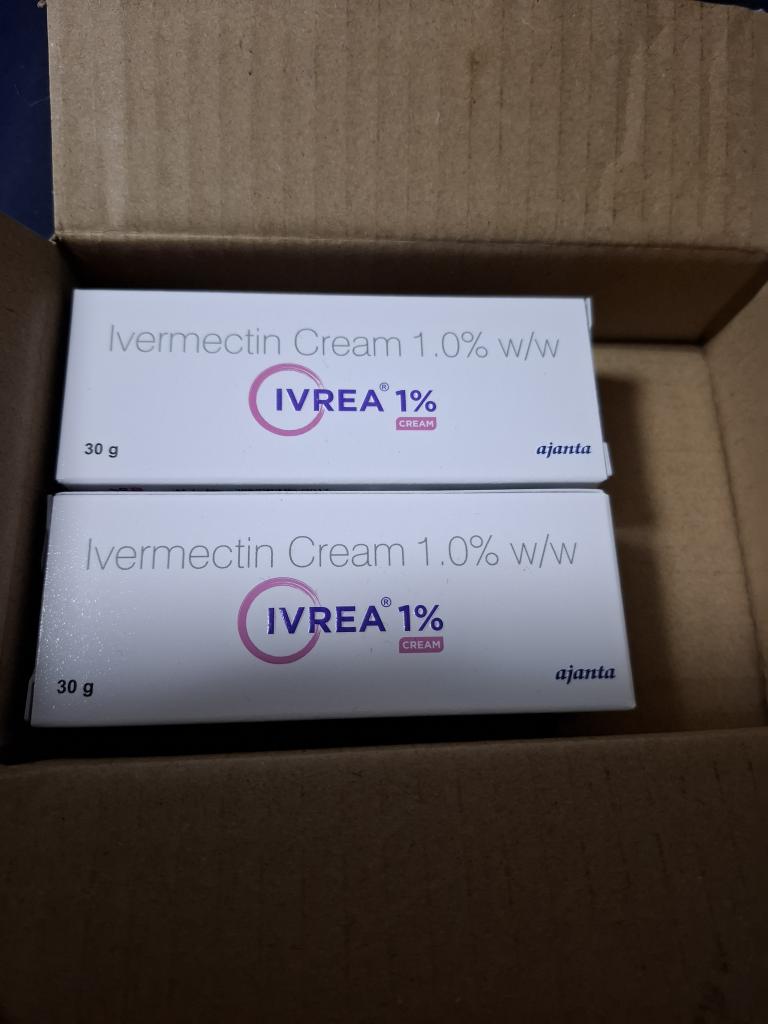 Ivermectin Cream 1.0% w/w
IVREA® 1%
CREAM
30 g
ajanta
Ivermectin Cream 1.0% w/w
IVREA® 1%
CREAM
30 g
ajanta